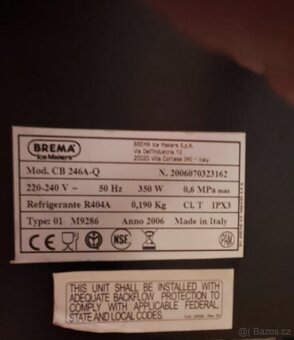 BREMA
Ice Makers
BREMA Ice Makers S.p.A.
Via Dell'Industria 10
20020 Villa Cortese (MI) - Italy
Mod. CB 246A-Q N. 2006070323162
220-240 V ~ 50 Hz 350 W 0,6 MPa max
Refrigerante R404A 0,190 Kg CL T IPX3
Type: 01 M9286 Anno 2006 Made in Italy
NSF
THIS UNIT SHALL BE INSTALLED WITH
ADEQUATE BACKFLOW PROTECTION TO
COMPLY WITH APPLICABLE FEDERAL,
STATE AND LOCAL CODES.
Bazoš.cz